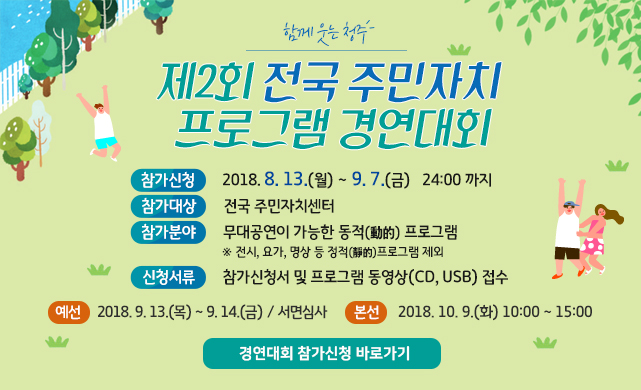 함께 웃는 청주
제2회 전국 주민자치
프로그램 경연대회
참가신청 2018. 8. 13.(월) ~ 9. 7.(금) 24:00 까지
참가대상 전국 주민자치센터
참가분야 무대공연이 가능한 동적(動的) 프로그램
※ 전시, 요가, 명상 등 정적(靜的)프로그램 제외
신청서류 참가신청서 및 프로그램 동영상(CD, USB) 접수
예선 2018. 9. 13.(목) ~ 9. 14.(금) / 서면심사 본선 2018. 10. 9.(화) 10:00 ~ 15:00
경연대회 참가신청 바로가기